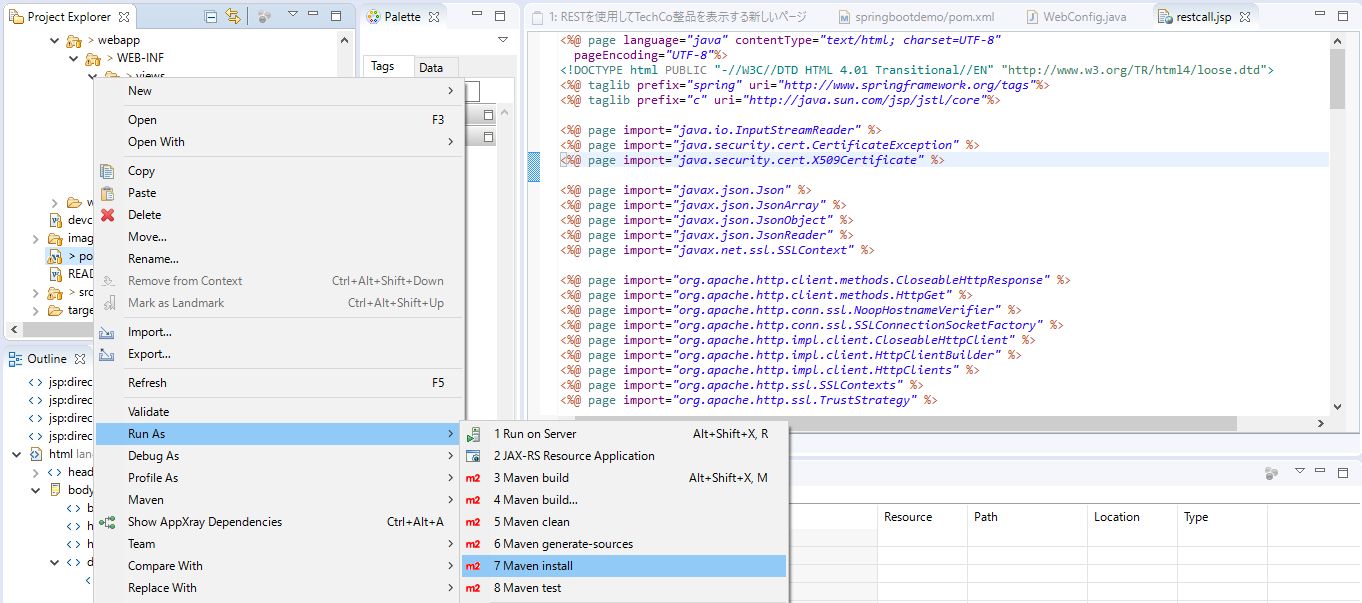 Project Explorer
> webapp
> WEB-INF
> views
devc
imag
> po
READ
> src
targe
New
Open F3
Open With
Copy
Paste
Delete
Move...
Rename...
Remove from Context Ctrl+Alt+Shift+Down
Mark as Landmark Ctrl+Alt+Shift+Up
Import...
Export...
Refresh F5
Validate
Run As
Debug As
Profile As
Maven
Show AppXray Dependencies Ctrl+Alt+A
Team
Compare With
Replace With
1 Run on Server Alt+Shift+X, R
2 JAX-RS Resource Application
3 Maven build Alt+Shift+X, M
4 Maven build...
5 Maven clean
6 Maven generate-sources
7 Maven install
8 Maven test
Outline
jsp:direc
jsp:direc
jsp:direc
jsp:direc
html lan
head
body
b
h
h
d
Palette
Tags Data
1: RESTを使用してTechCo整品を表示する新しいページ springbootdemo/pom.xml WebConfig.java restcall.jsp
<%@ page language="java" contentType="text/html; charset=UTF-8"
pageEncoding="UTF-8"%>
<!DOCTYPE html PUBLIC "-//W3C//DTD HTML 4.01 Transitional//EN" "http://www.w3.org/TR/html4/loose.dtd">
<%@ taglib prefix="spring" uri="http://www.springframework.org/tags"%>
<%@ taglib prefix="c" uri="http://java.sun.com/jsp/jstl/core"%>
<%@ page import="java.io.InputStreamReader" %>
<%@ page import="java.security.cert.CertificateException" %>
<%@ page import="java.security.cert.X509Certificate" %>
<%@ page import="javax.json.Json" %>
<%@ page import="javax.json.JsonArray" %>
<%@ page import="javax.json.JsonObject" %>
<%@ page import="javax.json.JsonReader" %>
<%@ page import="javax.net.ssl.SSLContext" %>
<%@ page import="org.apache.http.client.methods.CloseableHttpResponse" %>
<%@ page import="org.apache.http.client.methods.HttpGet" %>
<%@ page import="org.apache.http.conn.ssl.NoopHostnameVerifier" %>
<%@ page import="org.apache.http.conn.ssl.SSLConnectionSocketFactory" %>
<%@ page import="org.apache.http.impl.client.CloseableHttpClient" %>
<%@ page import="org.apache.http.impl.client.HttpClientBuilder" %>
<%@ page import="org.apache.http.impl.client.HttpClients" %>
<%@ page import="org.apache.http.ssl.SSLContexts" %>
<%@ page import="org.apache.http.ssl.TrustStrategy" %>
Resource Path Location Type